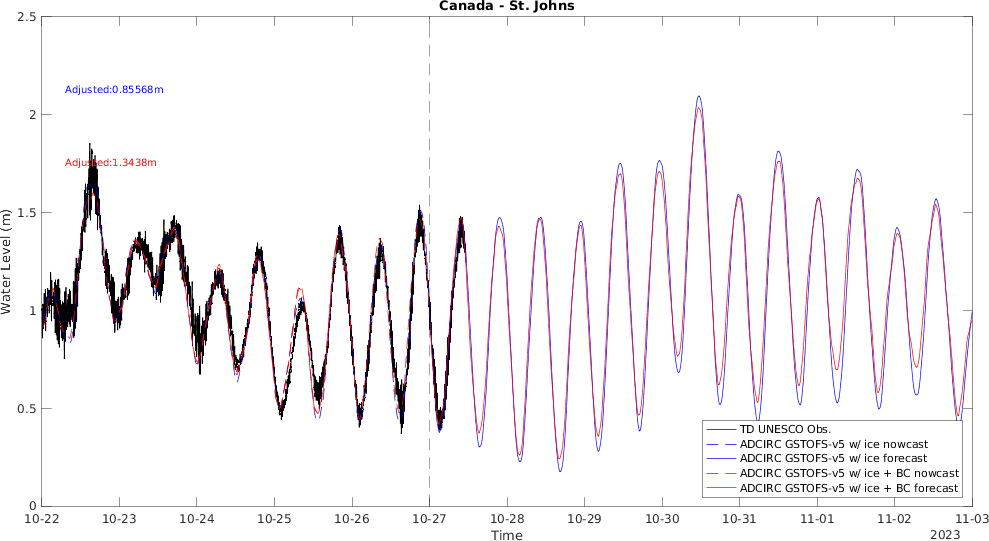 Canada - St. Johns
2.5
2
1.5
1
0.5
0
Water Level (m)
Adjusted:0.85568m
Adjusted:1.3438m
TD UNESCO Obs.
ADCIRC GSTOFS-v5 w/ ice nowcast
ADCIRC GSTOFS-v5 w/ ice forecast
ADCIRC GSTOFS-v5 w/ ice + BC nowcast
ADCIRC GSTOFS-v5 w/ ice + BC forecast
10-22 10-23 10-24 10-25 10-26 10-27 10-28 10-29 10-30 10-31 11-01 11-02 11-03
Time
2023